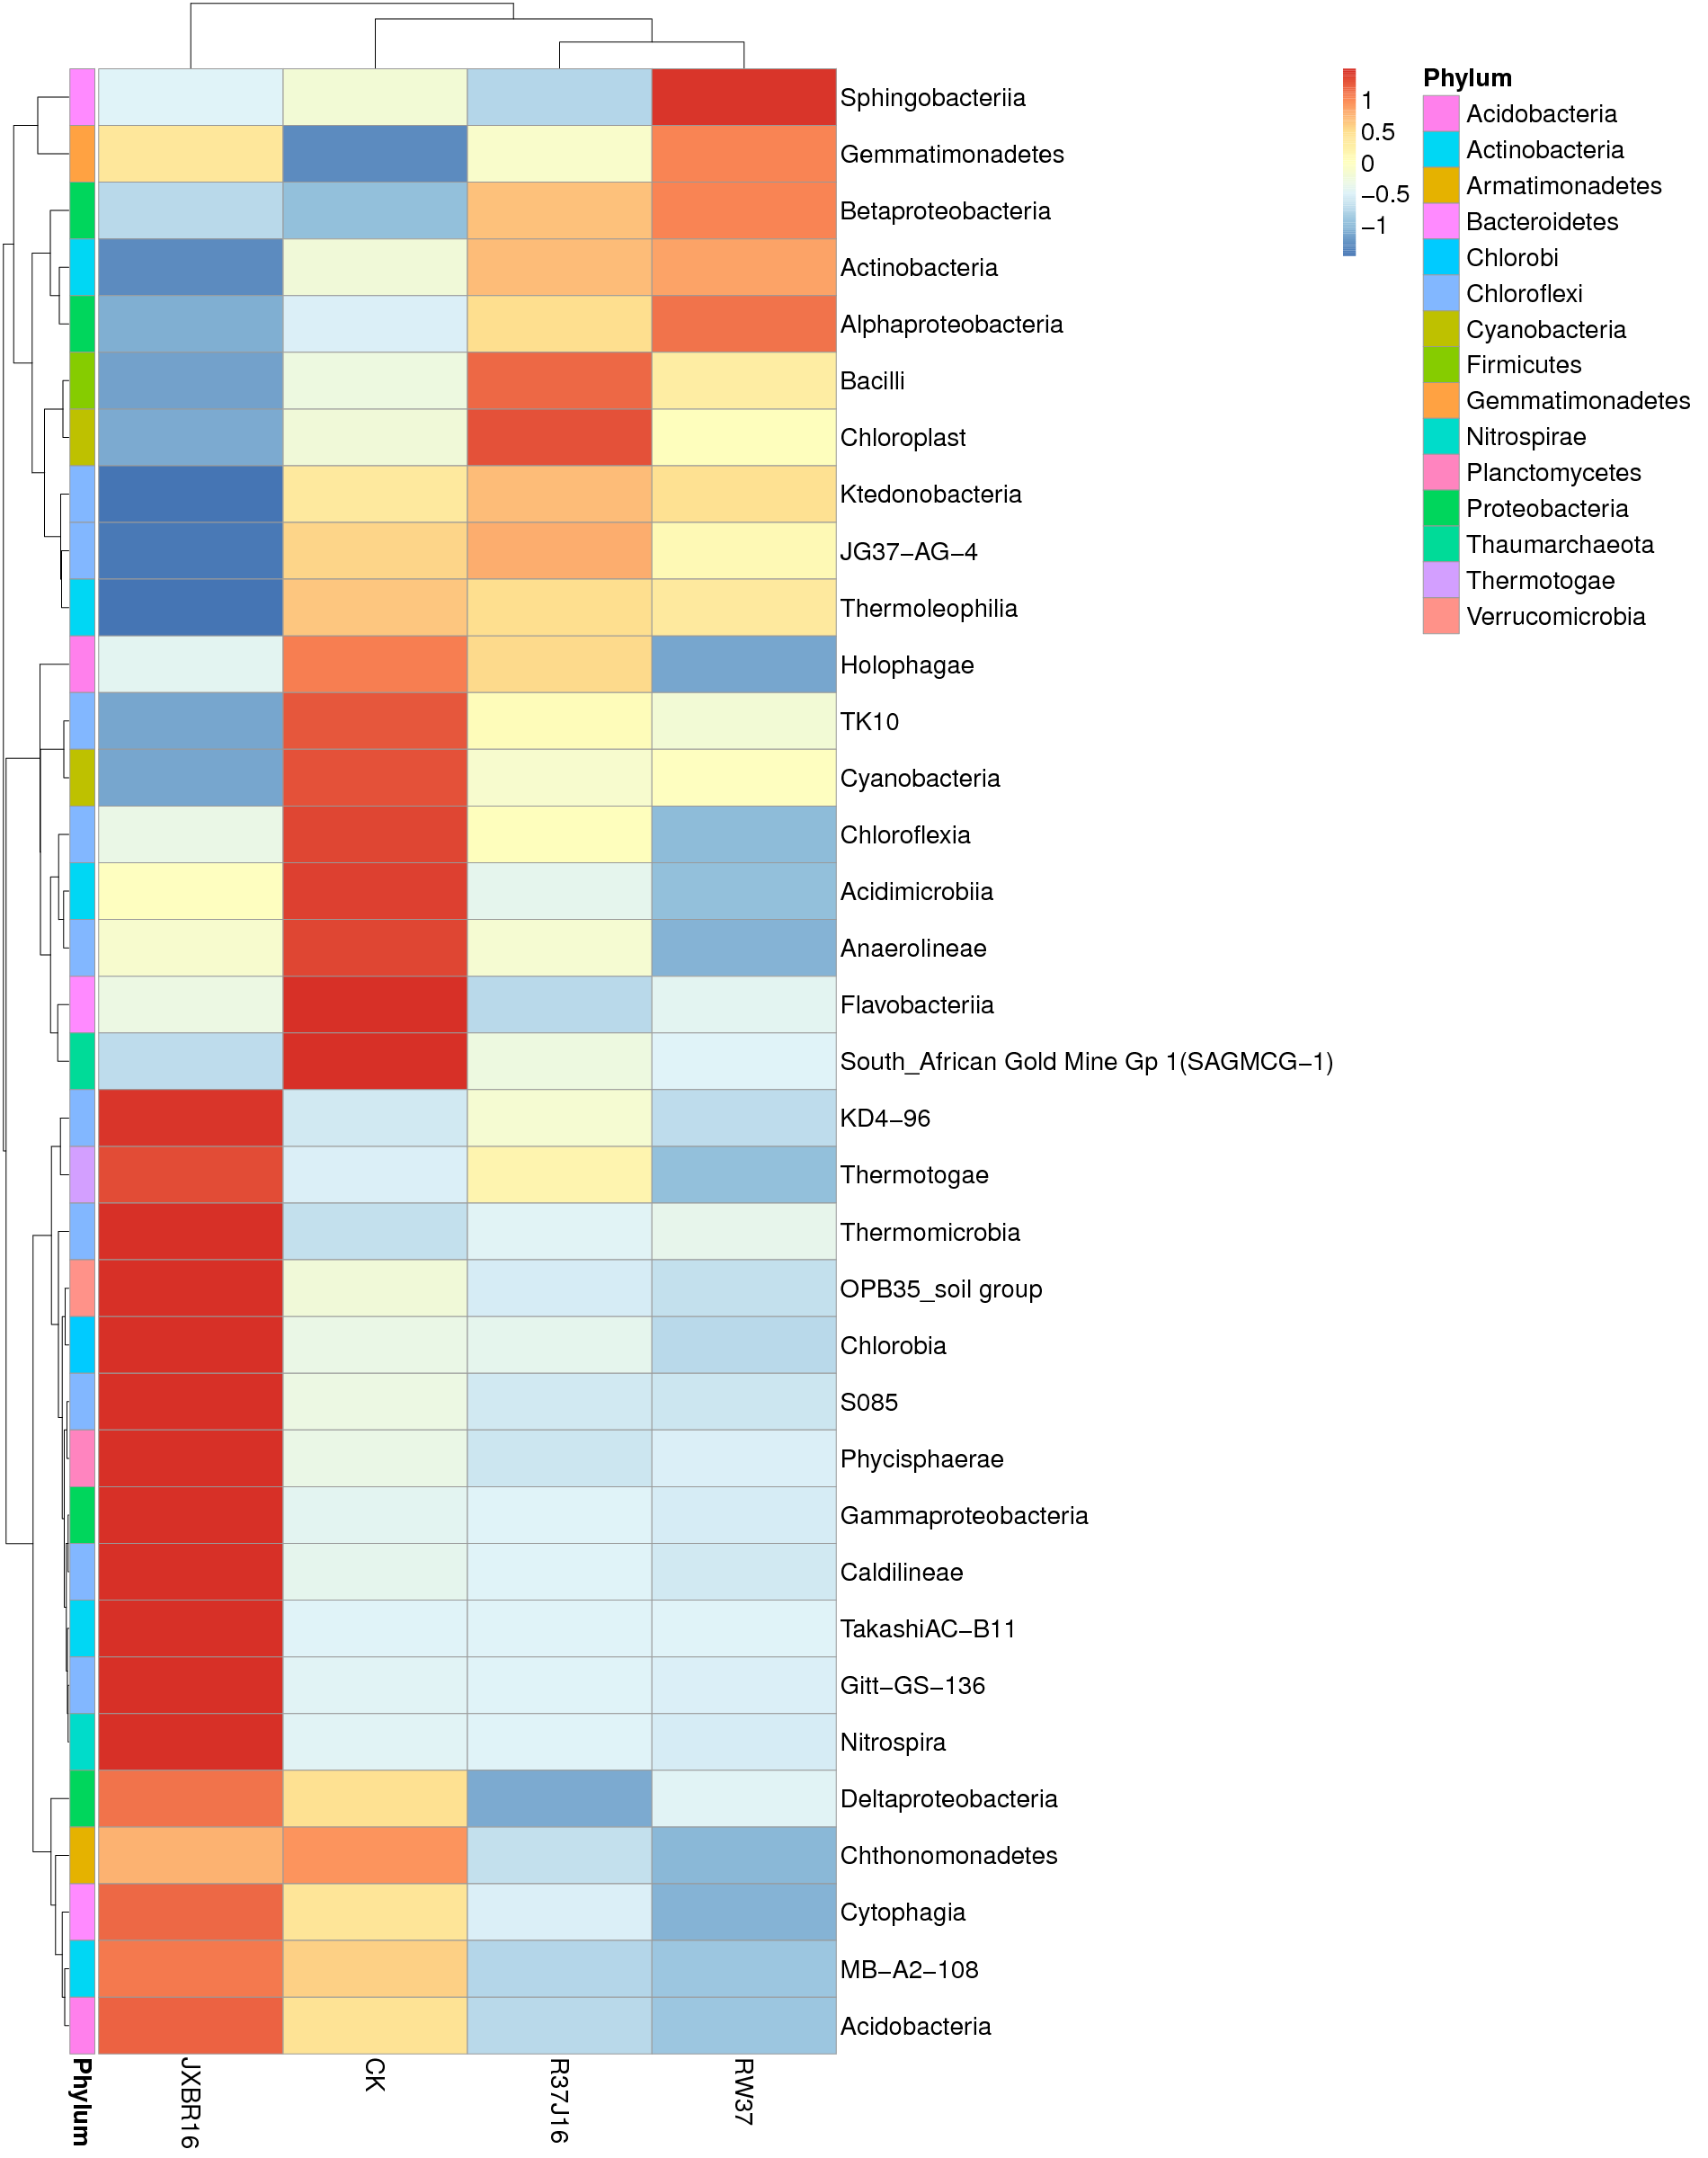 Sphingobacteriia
Gemmatimonadetes
Betaproteobacteria
Actinobacteria
Alphaproteobacteria
Bacilli
Chloroplast
Ktedonobacteria
JG37−AG−4
Thermoleophilia
Holophagae
TK10
Cyanobacteria
Chloroflexia
Acidimicrobiia
Anaerolineae
Flavobacteriia
South_African Gold Mine Gp 1(SAGMCG−1)
KD4−96
Thermotogae
Thermomicrobia
OPB35_soil group
Chlorobia
S085
Phycisphaerae
Gammaproteobacteria
Caldilineae
TakashiAC−B11
Gitt−GS−136
Nitrospira
Deltaproteobacteria
Chthonomonadetes
Cytophagia
MB−A2−108
Acidobacteria
Phylum
JXBR16
CK
R37J16
RW37
1
0.5
0
−0.5
−1
Phylum
Acidobacteria
Actinobacteria
Armatimonadetes
Bacteroidetes
Chlorobi
Chloroflexi
Cyanobacteria
Firmicutes
Gemmatimonadetes
Nitrospirae
Planctomycetes
Proteobacteria
Thaumarchaeota
Thermotogae
Verrucomicrobia